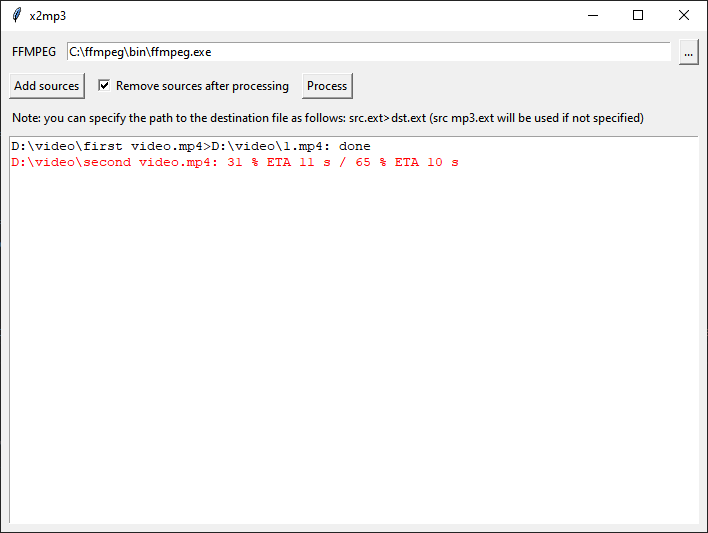 x2mp3
FFMPEG C:\ffmpeg\bin\ffmpeg.exe ...
Add sources Remove sources after processing Process
Note: you can specify the path to the destination file as follows: src.ext>dst.ext (src mp3.ext will be used if not specified)
D:\video\first video.mp4>D:\video\1.mp4: done
D:\video\second video.mp4: 31 % ETA 11 s / 65 % ETA 10 s